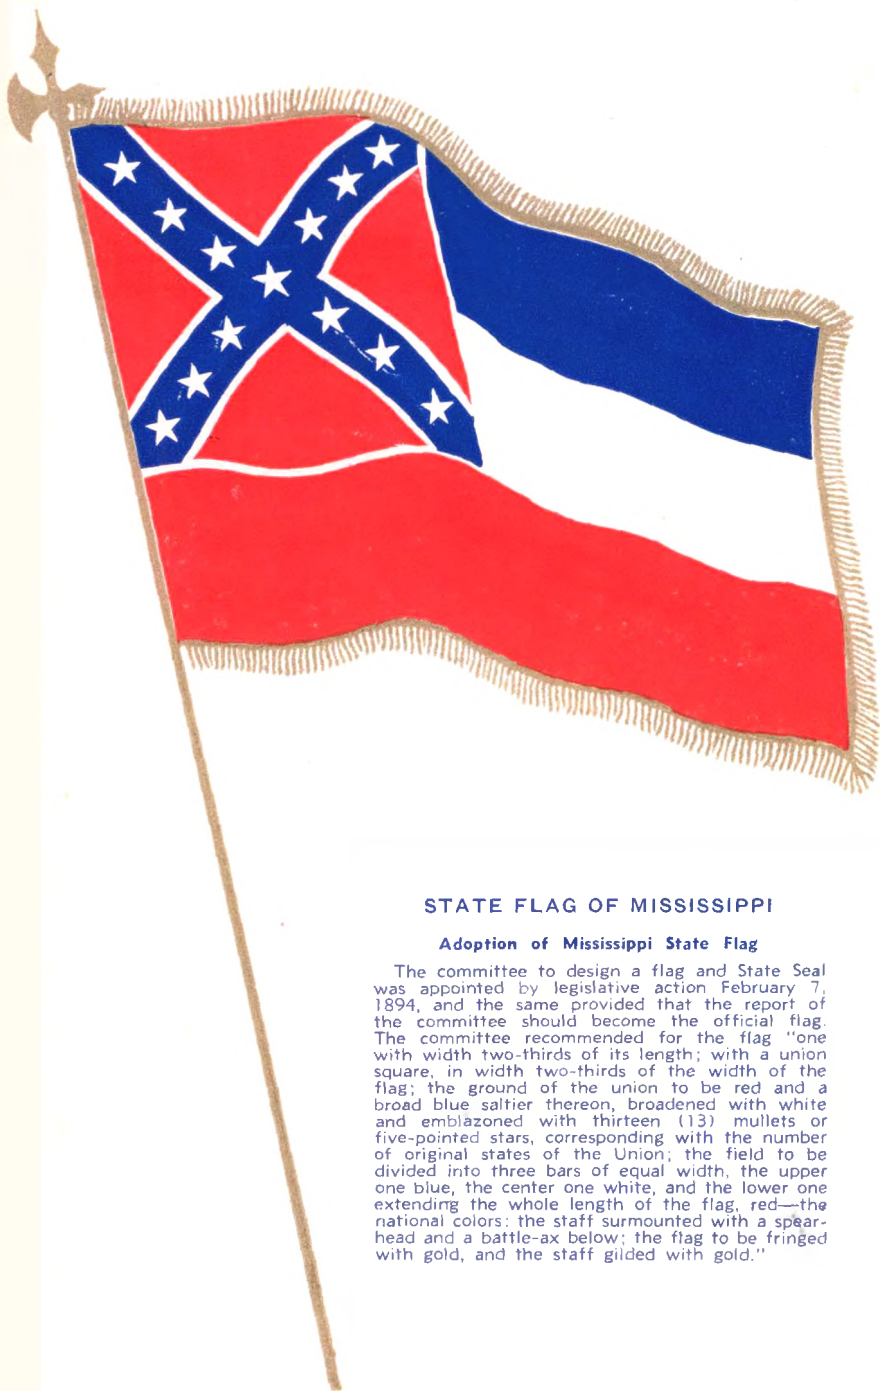 STATE FLAG OF MISSISSIPPI
Adoption of Mississippi State Flag
The committee to design a flag and State Seal
was appointed by legislative action February 7,
1894, and the same provided that the report of
the committee should become the official flag.
The committee recommended for the flag "one
with width two-thirds of its length; with a union
square, in width two-thirds of the width of the
flag; the ground of the union to be red and a
broad blue saltier thereon, broadened with white
and emblazoned with thirteen (13) mullets or
five-pointed stars, corresponding with the number
of original states of the Union; the field to be
divided into three bars of equal width, the upper
one blue, the center one white, and the lower one
extending the whole length of the flag, red—the
national colors: the staff surmounted with a spear-
head and a battle-ax below; the flag to be fringed
with gold, and the staff gilded with gold."